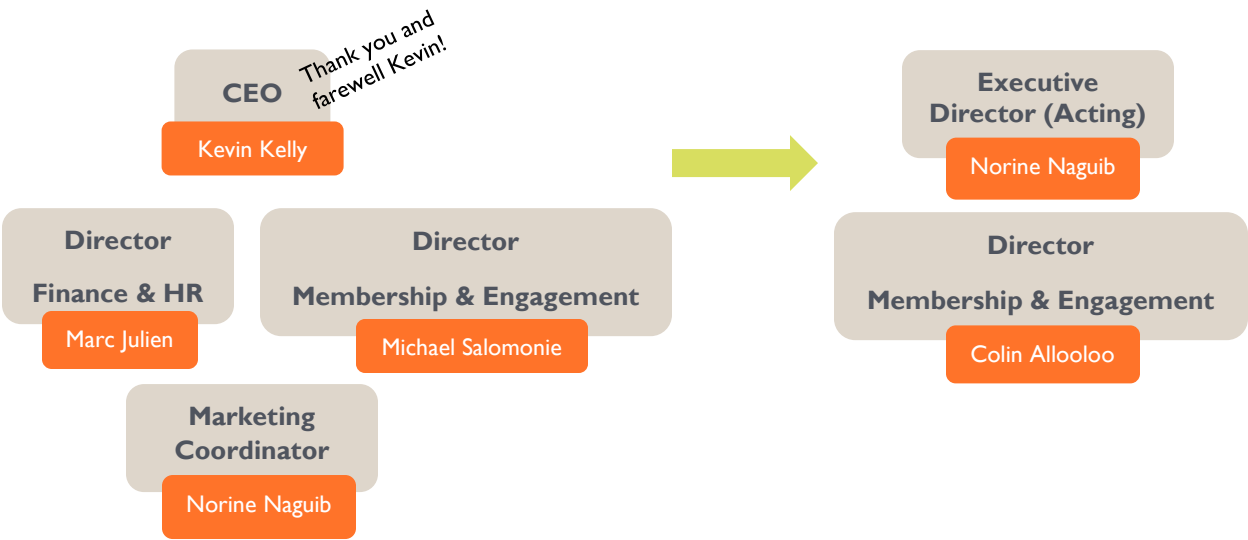 Thank you and
farewell Kevin!
CEO
Kevin Kelly
Director
Finance & HR
Marc Julien
Director
Membership & Engagement
Michael Salomonie
Marketing
Coordinator
Norine Naguib
Executive
Director (Acting)
Norine Naguib
Director
Membership & Engagement
Colin Allooloo